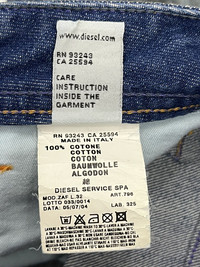 www.diesel.com
RN 93243
CA 25594
CARE
INSTRUCTION
INSIDE THE
GARMENT
RN 93243 CA 25594
MADE IN ITALY
100% COTONE
COTTON
COTON
BAUMWOLLE
ALGODON
綿
DIESEL SERVICE SPA
MOD.ZAF L.32 ART.796
LOTTO 033/0014
DATA 05/07/04 LAB. 325